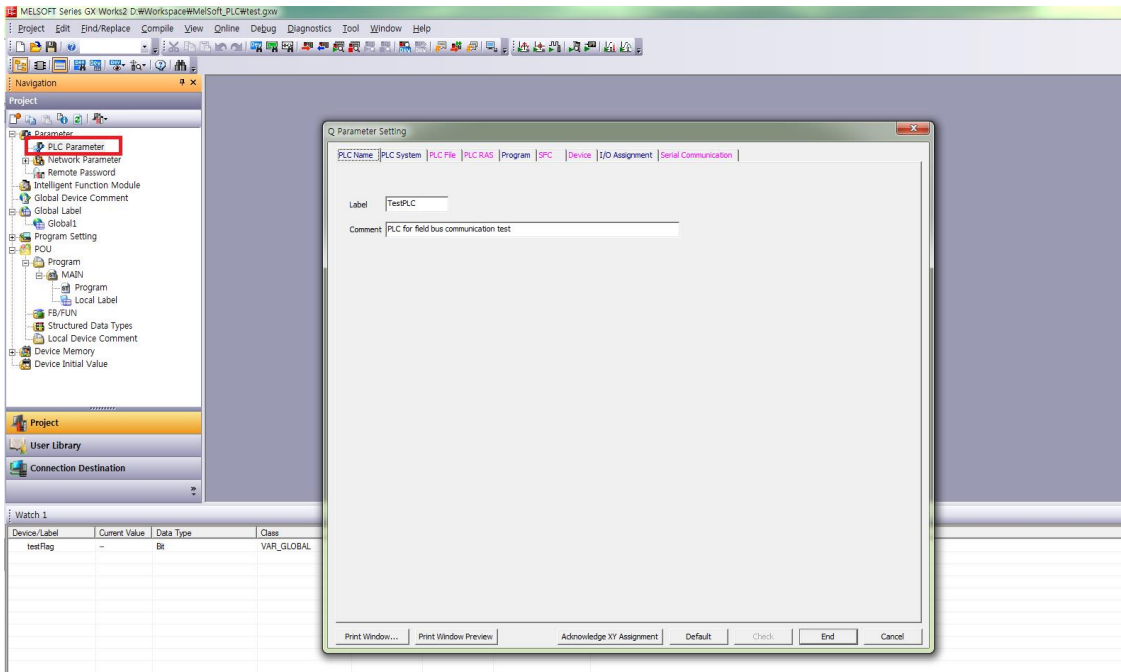 MELSOFT Series GX Works2 D:₩Workspace₩MelSoft_PLC₩test.gxw
Project Edit Find/Replace Compile View Online Debug Diagnostics Tool Window Help
Navigation
Project
Parameter
PLC Parameter
Network Parameter
Remote Password
Intelligent Function Module
Global Device Comment
Global Label
Global1
Program Setting
POU
Program
MAIN
Program
Local Label
FB/FUN
Structured Data Types
Local Device Comment
Device Memory
Device Initial Value
Project
User Library
Connection Destination
Q Parameter Setting
PLC Name PLC System PLC File PLC RAS Program SFC Device I/O Assignment Serial Communication
Label TestPLC
Comment PLC for field bus communication test
Print Window... Print Window Preview Acknowledge XY Assignment Default Check End Cancel
Watch 1
Device/Label Current Value Data Type Class
testFlag -- Bit VAR_GLOBAL